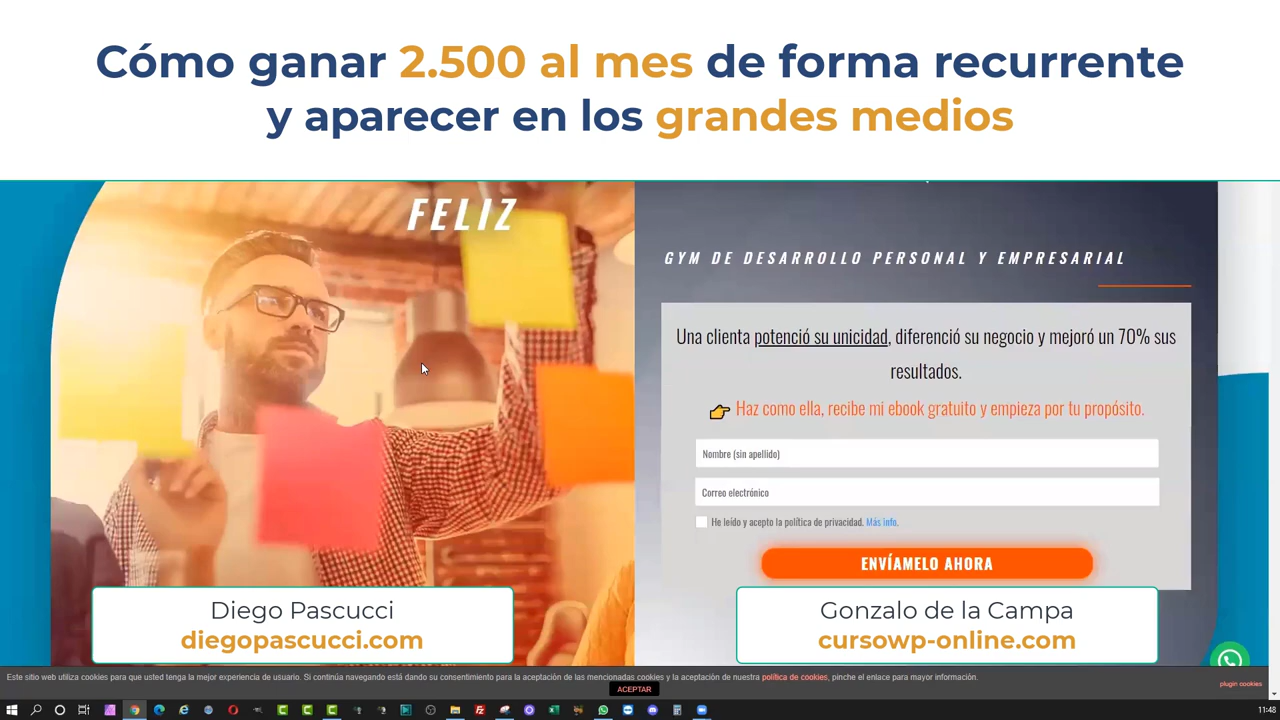 Cómo ganar 2.500 al mes de forma recurrente
y aparecer en los grandes medios
FELIZ
GYM DE DESARROLLO PERSONAL Y EMPRESARIAL
Una clienta potenció su unicidad, diferenció su negocio y mejoró un 70% sus
resultados.
👉 Haz como ella, recibe mi ebook gratuito y empieza por tu propósito.
Nombre (sin apellido)
Correo electrónico
He leído y acepto la política de privacidad. Más info.
ENVÍAMELO AHORA
Diego Pascucci
diegopascucci.com
Gonzalo de la Campa
cursowp-online.com
Este sitio web utiliza cookies para que usted tenga la mejor experiencia de usuario. Si continúa navegando está dando su consentimiento para la aceptación de las mencionadas cookies y la aceptación de nuestra política de cookies, pinche el enlace para mayor información.
plugin cookies
ACEPTAR
11:48